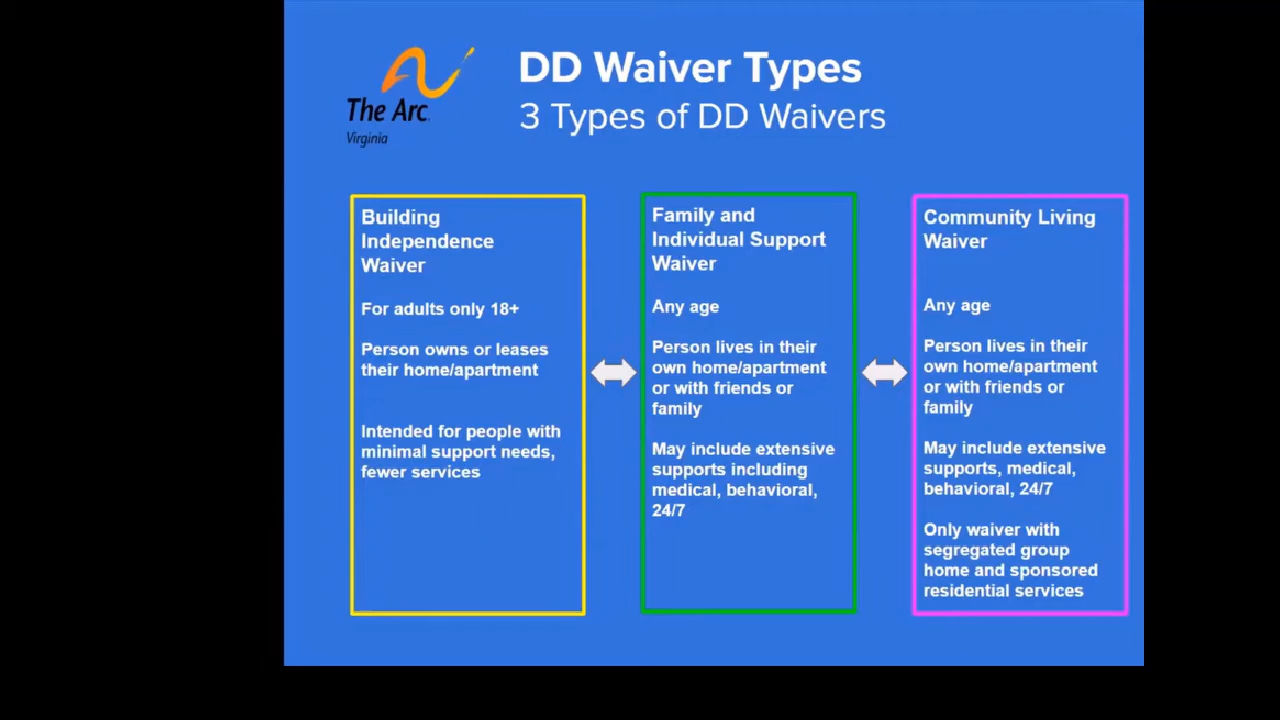 The Arc.
Virginia
DD Waiver Types
3 Types of DD Waivers
Building
Independence
Waiver
For adults only 18+
Person owns or leases
their home/apartment
Intended for people with
minimal support needs,
fewer services
Family and
Individual Support
Waiver
Any age
Person lives in their
own home/apartment
or with friends or
family
May include extensive
supports including
medical, behavioral,
24/7
Community Living
Waiver
Any age
Person lives in their
own home/apartment
or with friends or
family
May include extensive
supports, medical,
behavioral, 24/7
Only waiver with
segregated group
home and sponsored
residential services